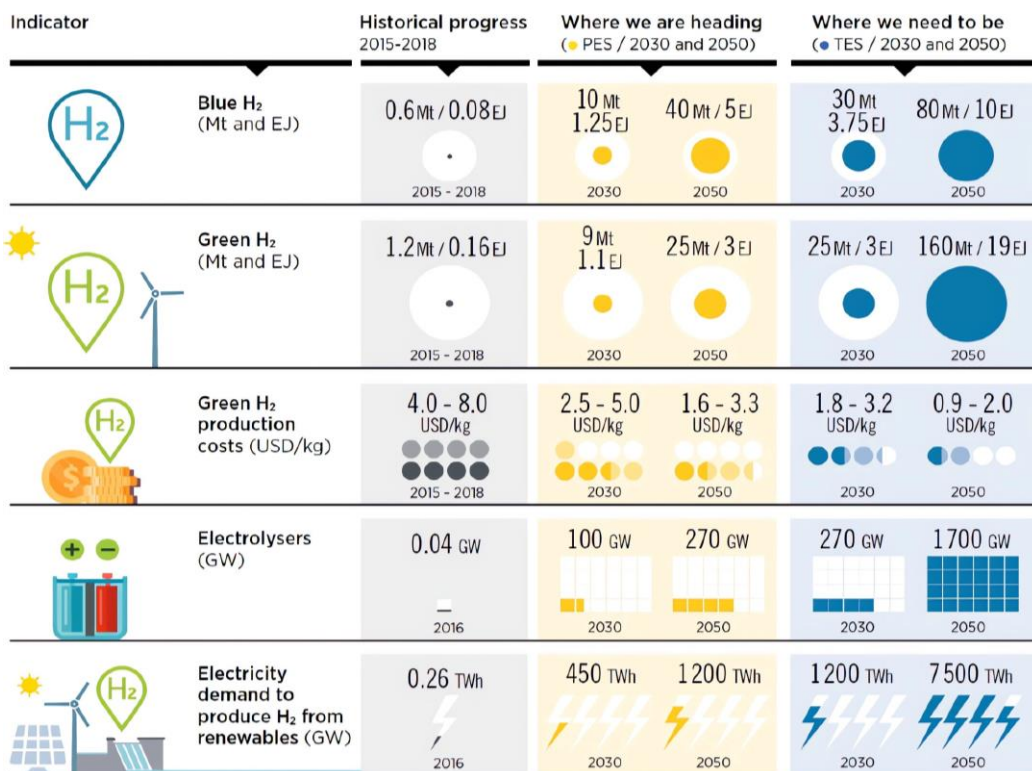 Indicator
Historical progress
2015-2018
Where we are heading
(● PES / 2030 and 2050)
Where we need to be
(● TES / 2030 and 2050)
H₂
Blue H₂
(Mt and EJ)
0.6 Mt / 0.08 EJ
2015 - 2018
10 Mt
1.25 EJ
2030
40 Mt / 5 EJ
2050
30 Mt
3.75 EJ
2030
80 Mt / 10 EJ
2050
H₂
Green H₂
(Mt and EJ)
1.2 Mt / 0.16 EJ
2015 - 2018
9 Mt
1.1 EJ
2030
25 Mt / 3 EJ
2050
25 Mt / 3 EJ
2030
160 Mt / 19 EJ
2050
H₂
$
Green H₂
production
costs (USD/kg)
4.0 - 8.0
USD/kg
2015 - 2018
2.5 - 5.0
USD/kg
2030
1.6 - 3.3
USD/kg
2050
1.8 - 3.2
USD/kg
2030
0.9 - 2.0
USD/kg
2050
+ −
Electrolysers
(GW)
0.04 GW
2016
100 GW
2030
270 GW
2050
270 GW
2030
1700 GW
2050
H₂
Electricity
demand to
produce H₂ from
renewables (GW)
0.26 TWh
2016
450 TWh
2030
1200 TWh
2050
1200 TWh
2030
7500 TWh
2050